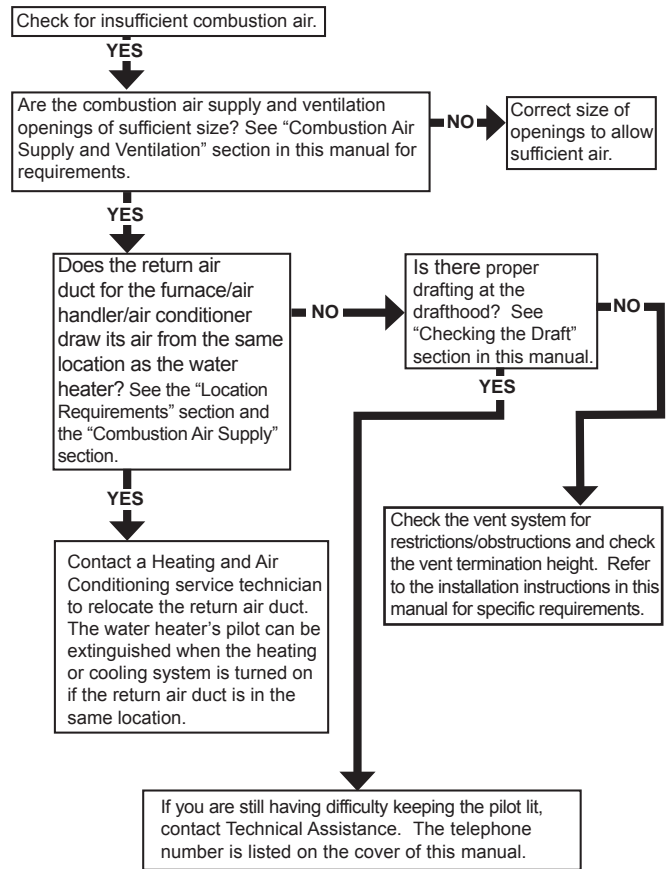 Check for insufficient combustion air.
YES
Are the combustion air supply and ventilation
openings of sufficient size? See “Combustion Air
Supply and Ventilation” section in this manual for
requirements.
NO
Correct size of
openings to allow
sufficient air.
YES
Does the return air
duct for the furnace/air
handler/air conditioner
draw its air from the same
location as the water
heater? See the “Location
Requirements” section and
the “Combustion Air Supply”
section.
NO
Is there proper
drafting at the
drafthood? See
“Checking the Draft”
section in this manual.
NO
YES
YES
Check the vent system for
restrictions/obstructions and check
the vent termination height. Refer
to the installation instructions in this
manual for specific requirements.
Contact a Heating and Air
Conditioning service technician
to relocate the return air duct.
The water heater’s pilot can be
extinguished when the heating
or cooling system is turned on
if the return air duct is in the
same location.
If you are still having difficulty keeping the pilot lit,
contact Technical Assistance. The telephone
number is listed on the cover of this manual.